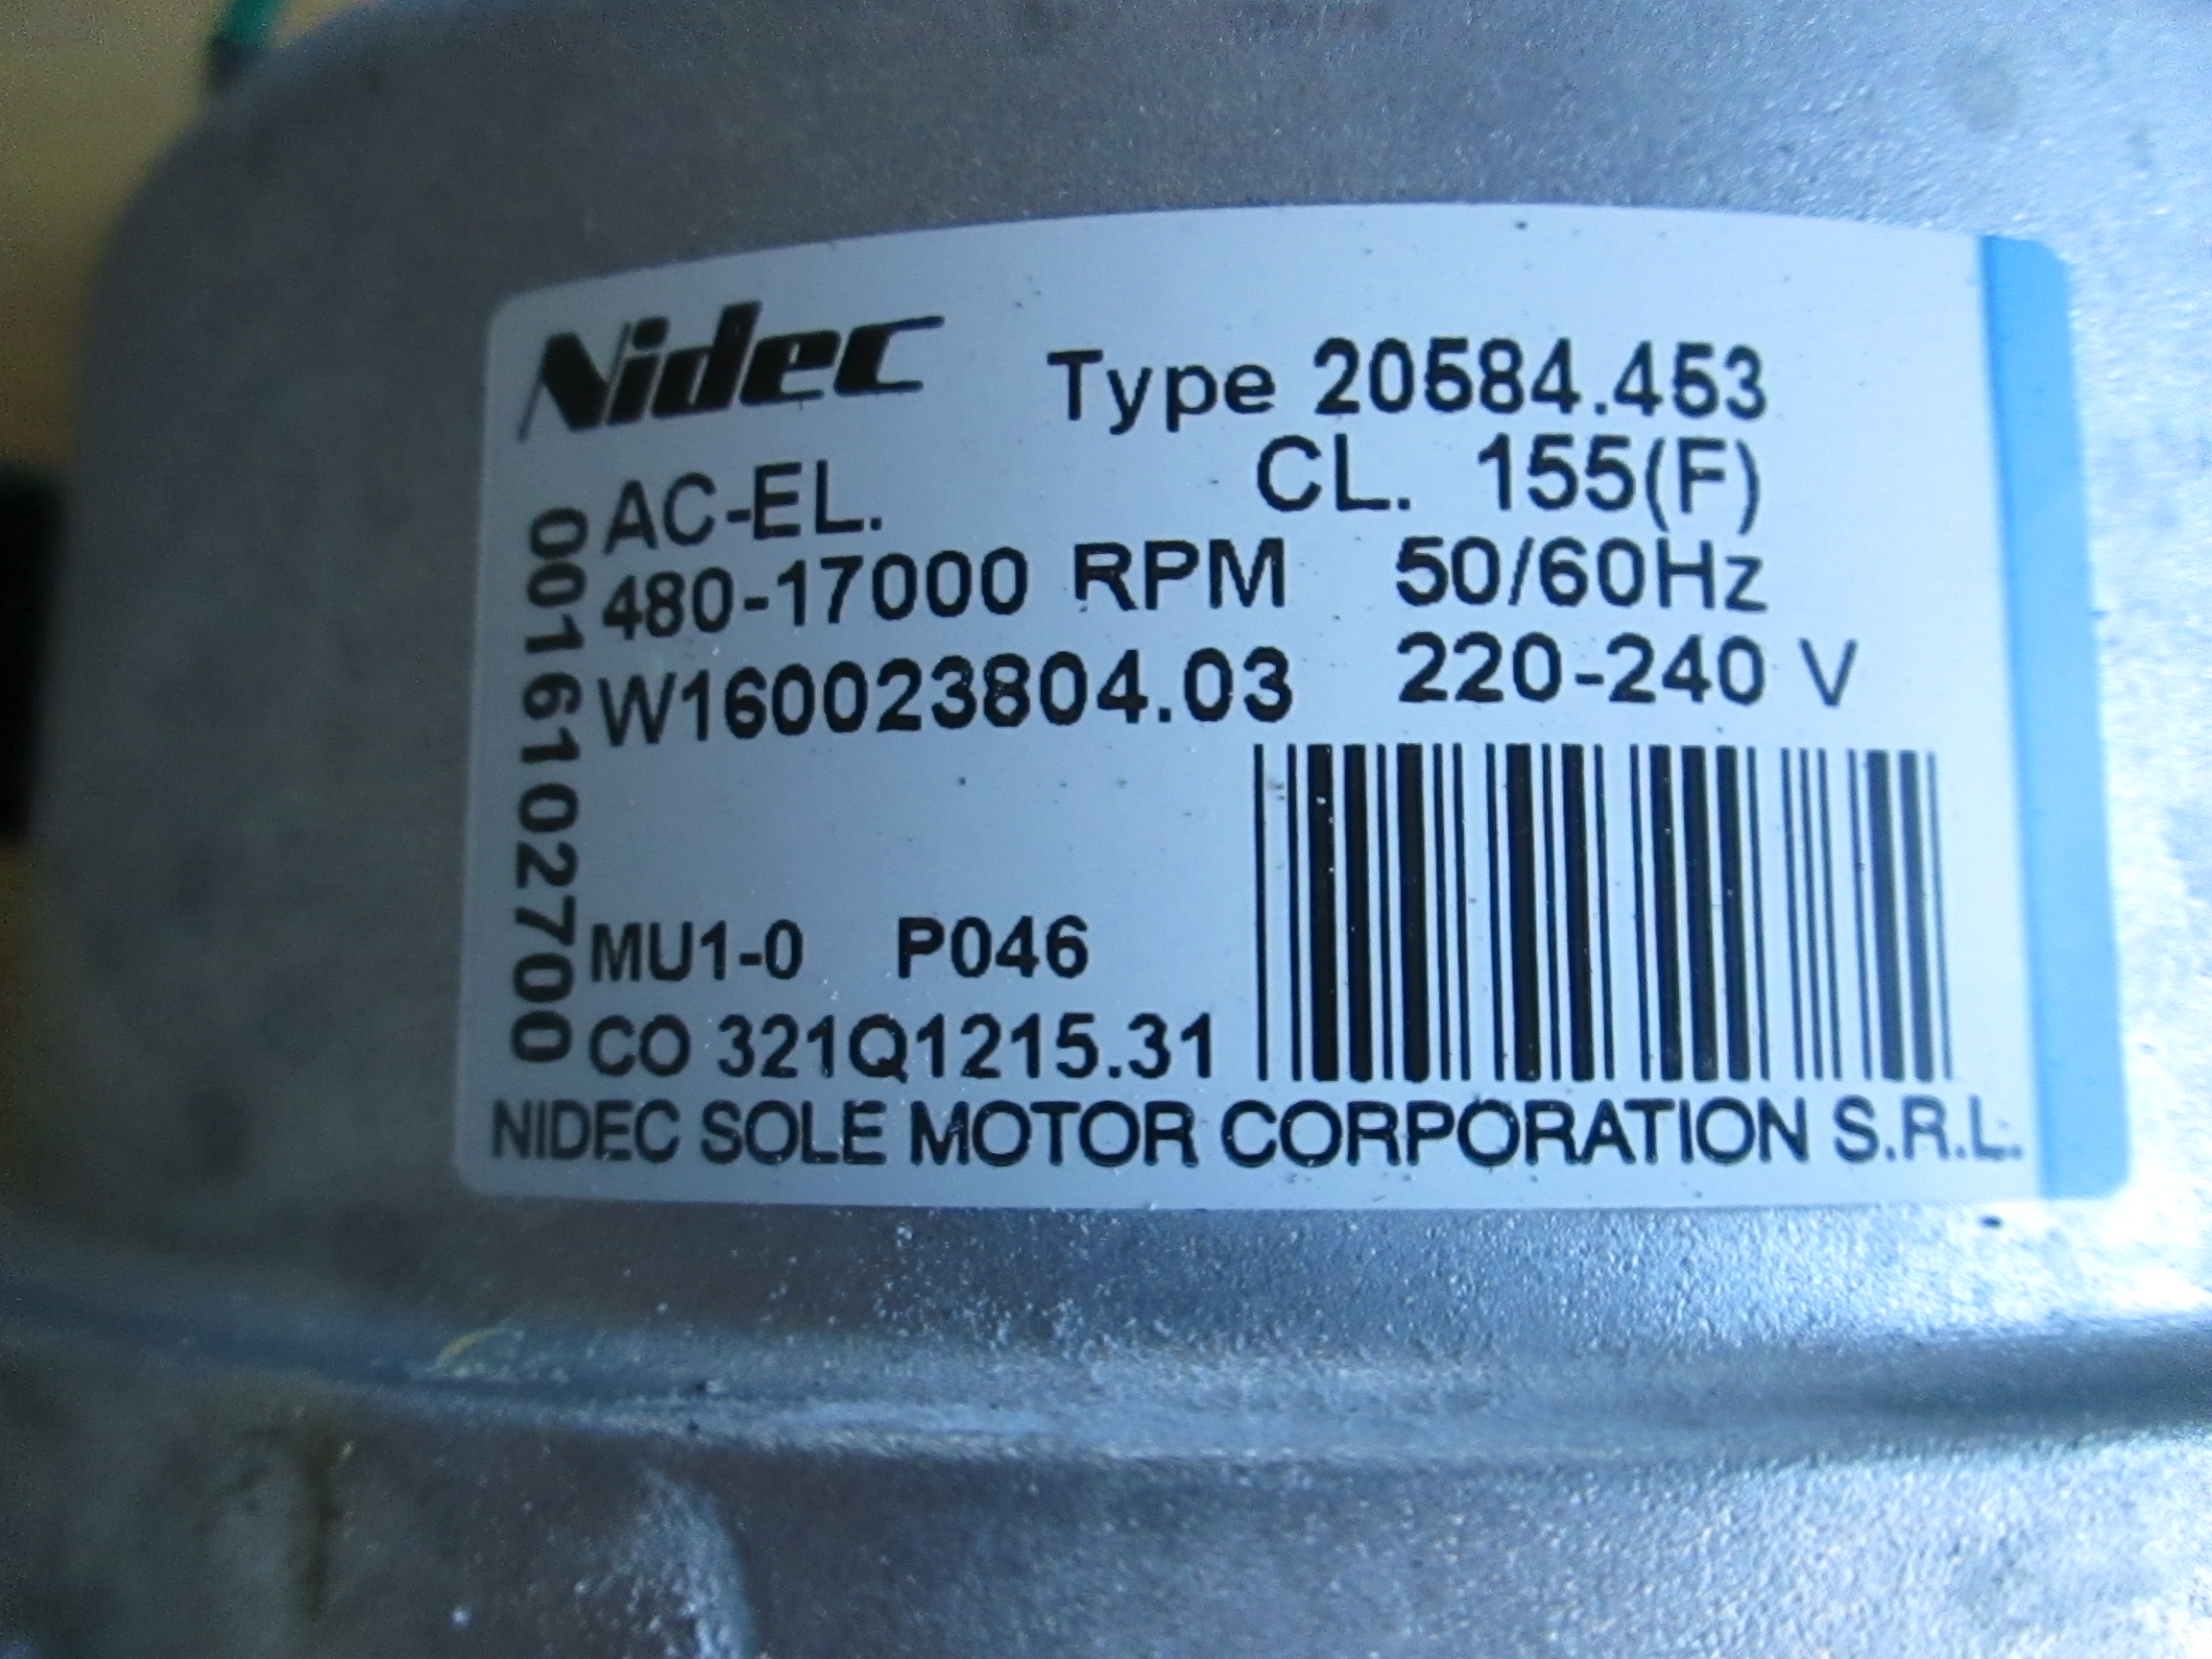 Nidec
Type 20584.453
AC-EL. CL. 155(F)
480-17000 RPM 50/60Hz
W160023804.03 220-240 V
MU1-0 P046
CO 321Q1215.31
NIDEC SOLE MOTOR CORPORATION S.R.L.
0016102700